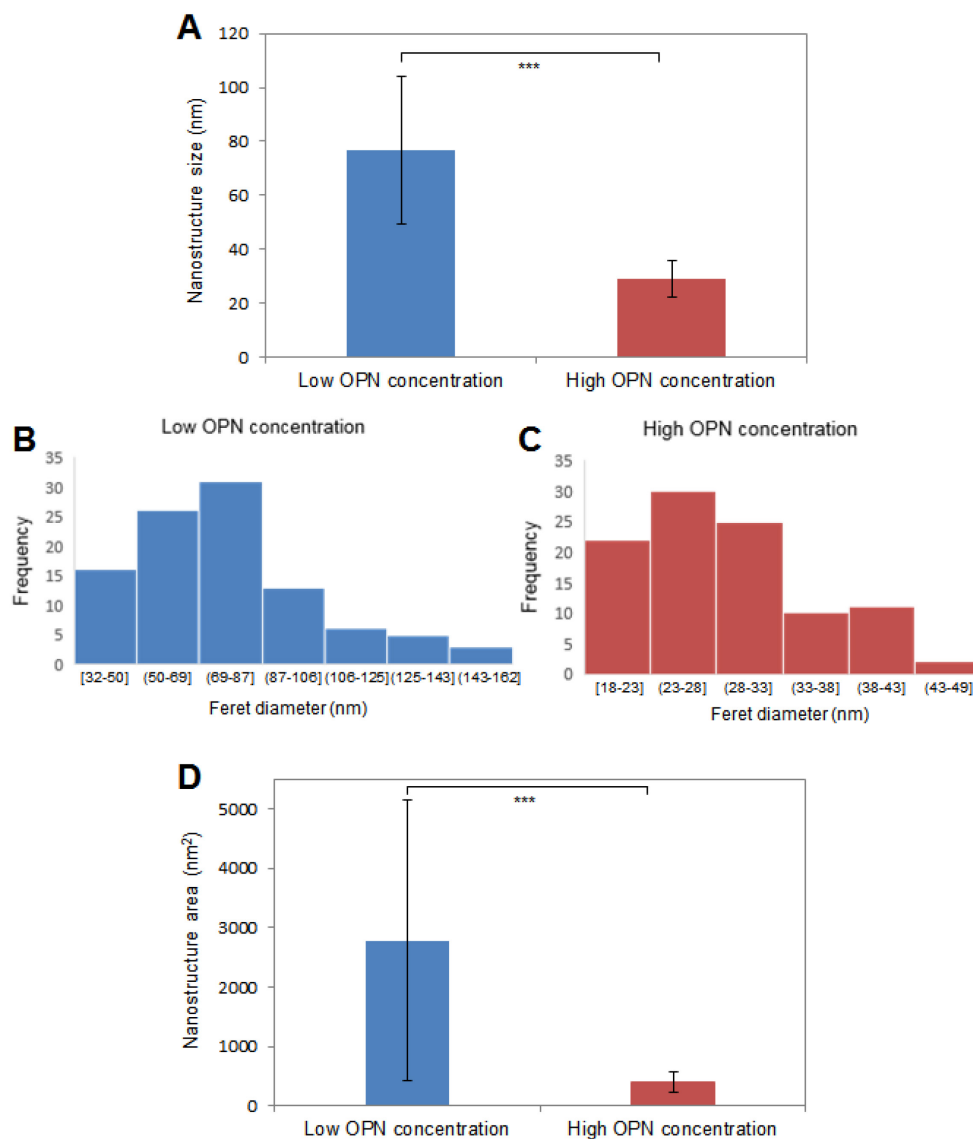 A
120
100
80
60
40
20
0
Nanostructure size (nm)
***
Low OPN concentration
High OPN concentration
B
Low OPN concentration
35
30
25
20
15
10
5
0
Frequency
[32-50] (50-69] (69-87] (87-106] (106-125] (125-143] (143-162]
Feret diameter (nm)
C
High OPN concentration
35
30
25
20
15
10
5
0
Frequency
[18-23] (23-28] (28-33] (33-38] (38-43] (43-49]
Feret diameter (nm)
D
5000
4000
3000
2000
1000
0
Nanostructure area (nm²)
***
Low OPN concentration
High OPN concentration